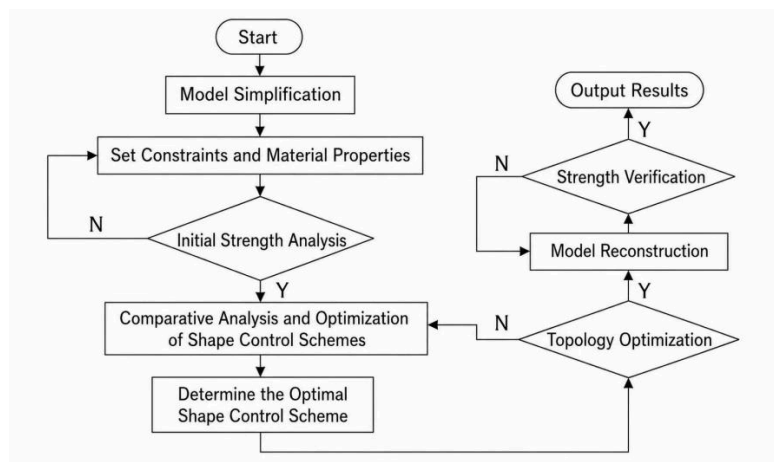 Start
Model Simplification
Set Constraints and Material Properties
N
Initial Strength Analysis
Y
Comparative Analysis and Optimization
of Shape Control Schemes
Determine the Optimal
Shape Control Scheme
Topology Optimization
N
Y
Model Reconstruction
Strength Verification
N
Y
Output Results